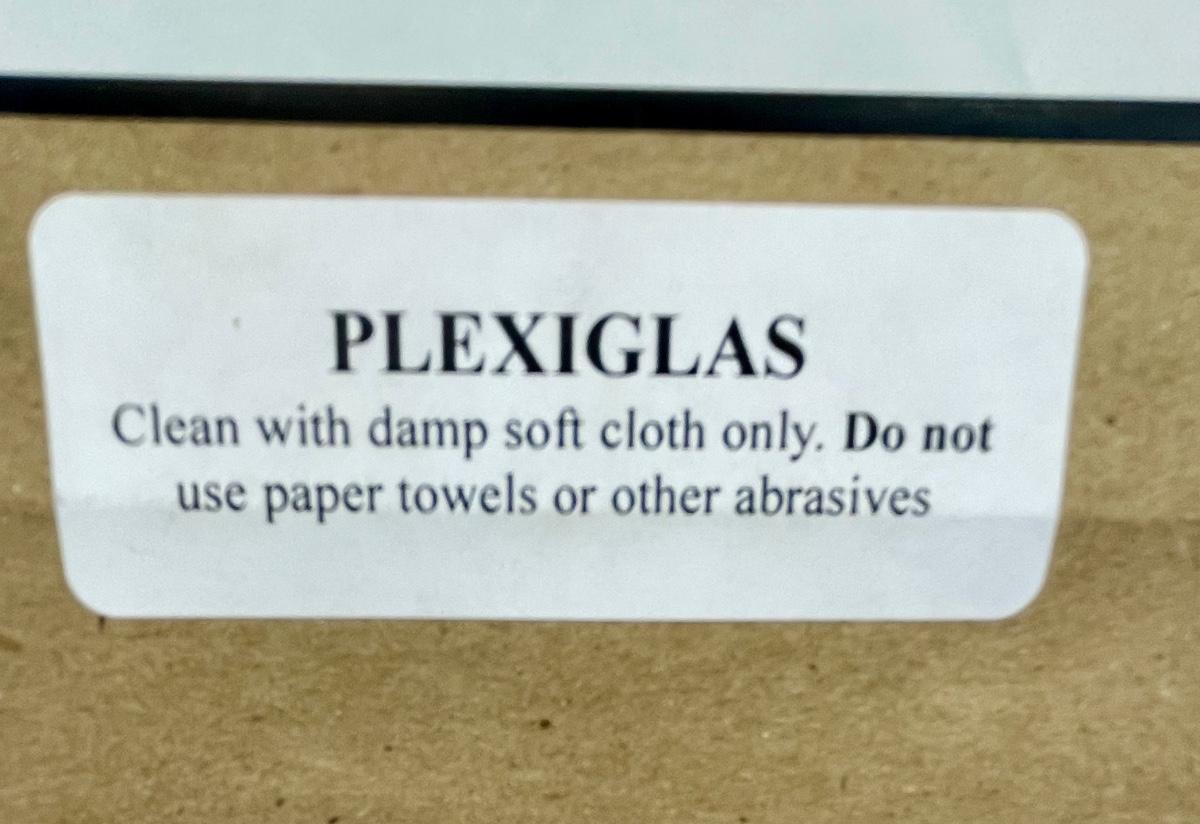 PLEXIGLAS
Clean with damp soft cloth only. Do not
use paper towels or other abrasives